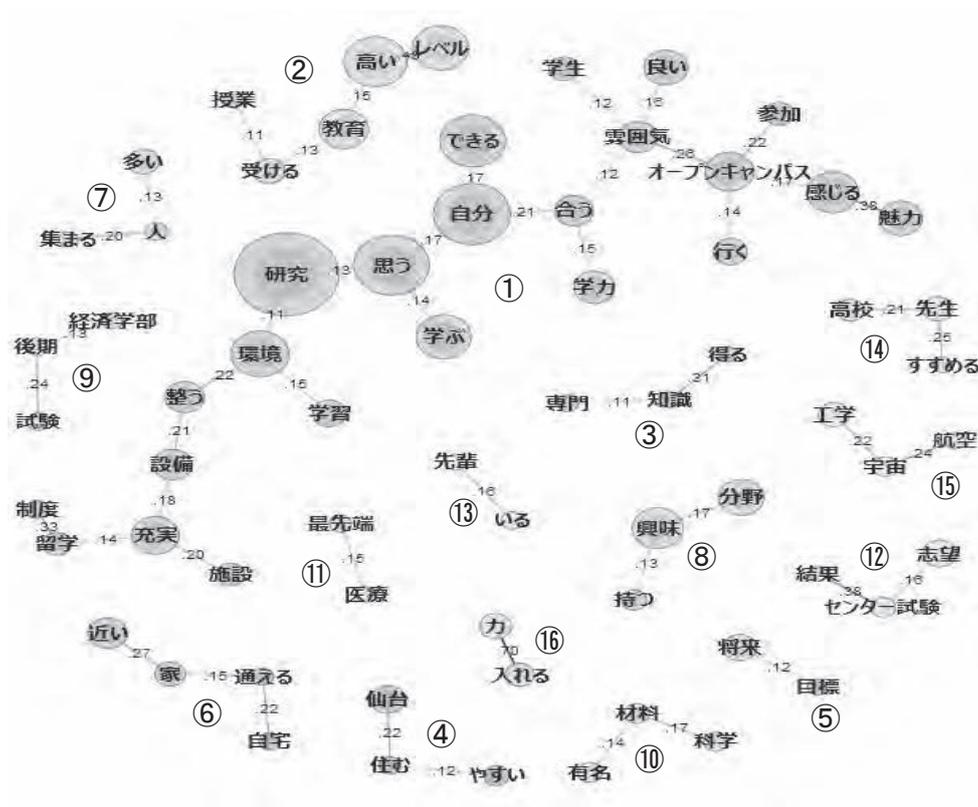 ②
高い
レベル
.15
授業
教育
.11
.13
受ける
できる
.17
自分
.21
合う
.12
.15
学力
学生
良い
.12
.16
雰囲気
参加
.26
.22
オープンキャンパス
.17
感じる
.38
魅力
.14
行く
多い
⑦
.13
集まる
.20
人
研究
.13
思う
.17
①
.14
学ぶ
.11
環境
.15
学習
.22
整う
.21
設備
.18
充実
.20
施設
制度
.33
留学
.14
経済学部
.13
後期
⑨
.24
試験
高校
.21
先生
⑭
.25
すすめる
得る
.31
専門
.11
知識
③
工学
.22
航空
.24
宇宙
⑮
先輩
.16
⑬
いる
最先端
⑪
.15
医療
分野
.17
興味
⑧
.13
持つ
⑫
志望
結果
.38
.16
センター試験
近い
.27
家
.15
通える
⑥
.22
自宅
力
⑯
.70
入れる
将来
.12
目標
⑤
仙台
.22
④
住む
.12
やすい
材料
.17
科学
.14
⑩
有名